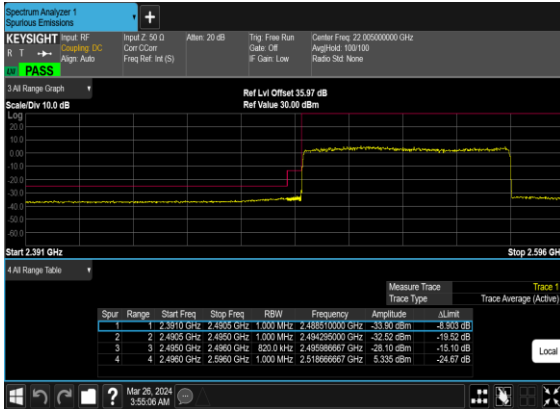 Spectrum Analyzer 1
Spurious Emissions
+
KEYSIGHT Input: RF Input Z: 50 Ω Atten: 20 dB Trig: Free Run Center Freq: 22.005000000 GHz
R T Coupling: DC Corr CCorr Gate: Off Avg|Hold: 100/100
Align: Auto Freq Ref: Int (S) IF Gain: Low Radio Std: None
PASS
3 All Range Graph
Ref Lvl Offset 35.97 dB
Scale/Div 10.0 dB Ref Value 30.00 dBm
Log
20.0
10.0
0.00
-10.0
-20.0
-30.0
-40.0
-50.0
-60.0
Start 2.391 GHz Stop 2.596 GH
4 All Range Table
Measure Trace Trace 1
Trace Type Trace Average (Active)
Spur Range Start Freq Stop Freq RBW Frequency Amplitude ΔLimit
1 1 2.3910 GHz 2.4905 GHz 1.000 MHz 2.488510000 GHz -33.90 dBm -8.903 dB
2 2 2.4905 GHz 2.4950 GHz 1.000 MHz 2.494295000 GHz -32.52 dBm -19.52 dB
3 3 2.4950 GHz 2.4960 GHz 820.0 kHz 2.495986667 GHz -28.10 dBm -15.10 dB
4 4 2.4960 GHz 2.5960 GHz 1.000 MHz 2.518666667 GHz 5.335 dBm -24.67 dB
Local
? Mar 26, 2024
3:55:06 AM